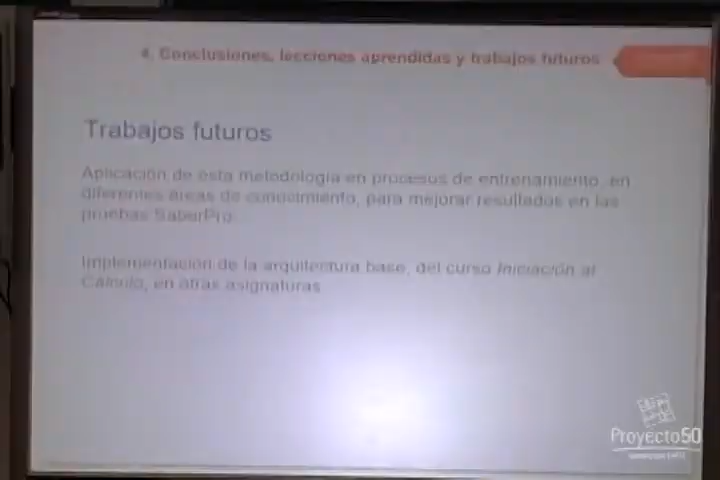 4. Conclusiones, lecciones aprendidas y trabajos futuros
Trabajos futuros
Aplicación de esta metodología en procesos de entrenamiento, en
diferentes áreas de conocimiento, para mejorar resultados en las
pruebas SaberPro.
Implementación de la arquitectura base, del curso Iniciación al
Cálculo, en otras asignaturas
Proyecto50